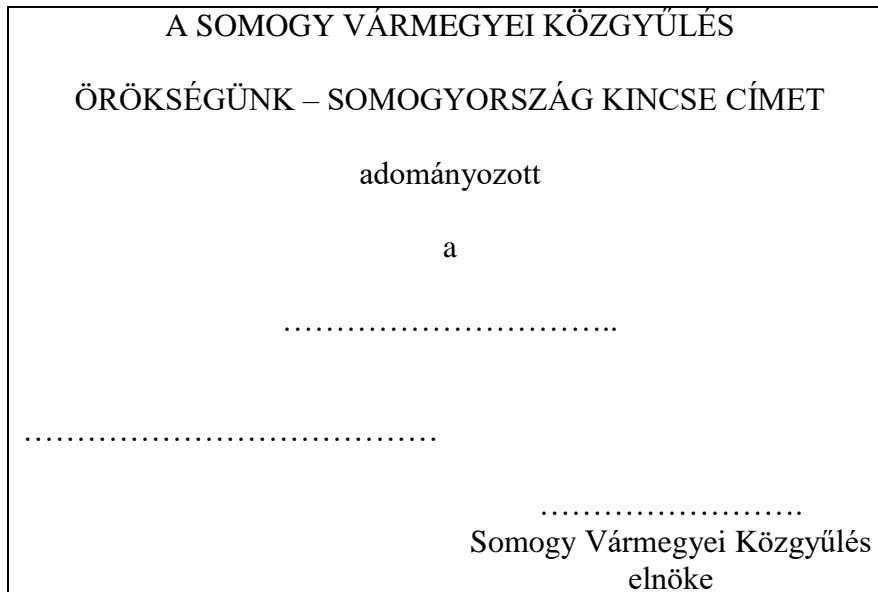 A SOMOGY VÁRMEGYEI KÖZGYŰLÉS
ÖRÖKSÉGÜNK – SOMOGYORSZÁG KINCSE CÍMET
adományozott
a
……………………………..
…………………………………
…………………….
Somogy Vármegyei Közgyűlés
elnöke